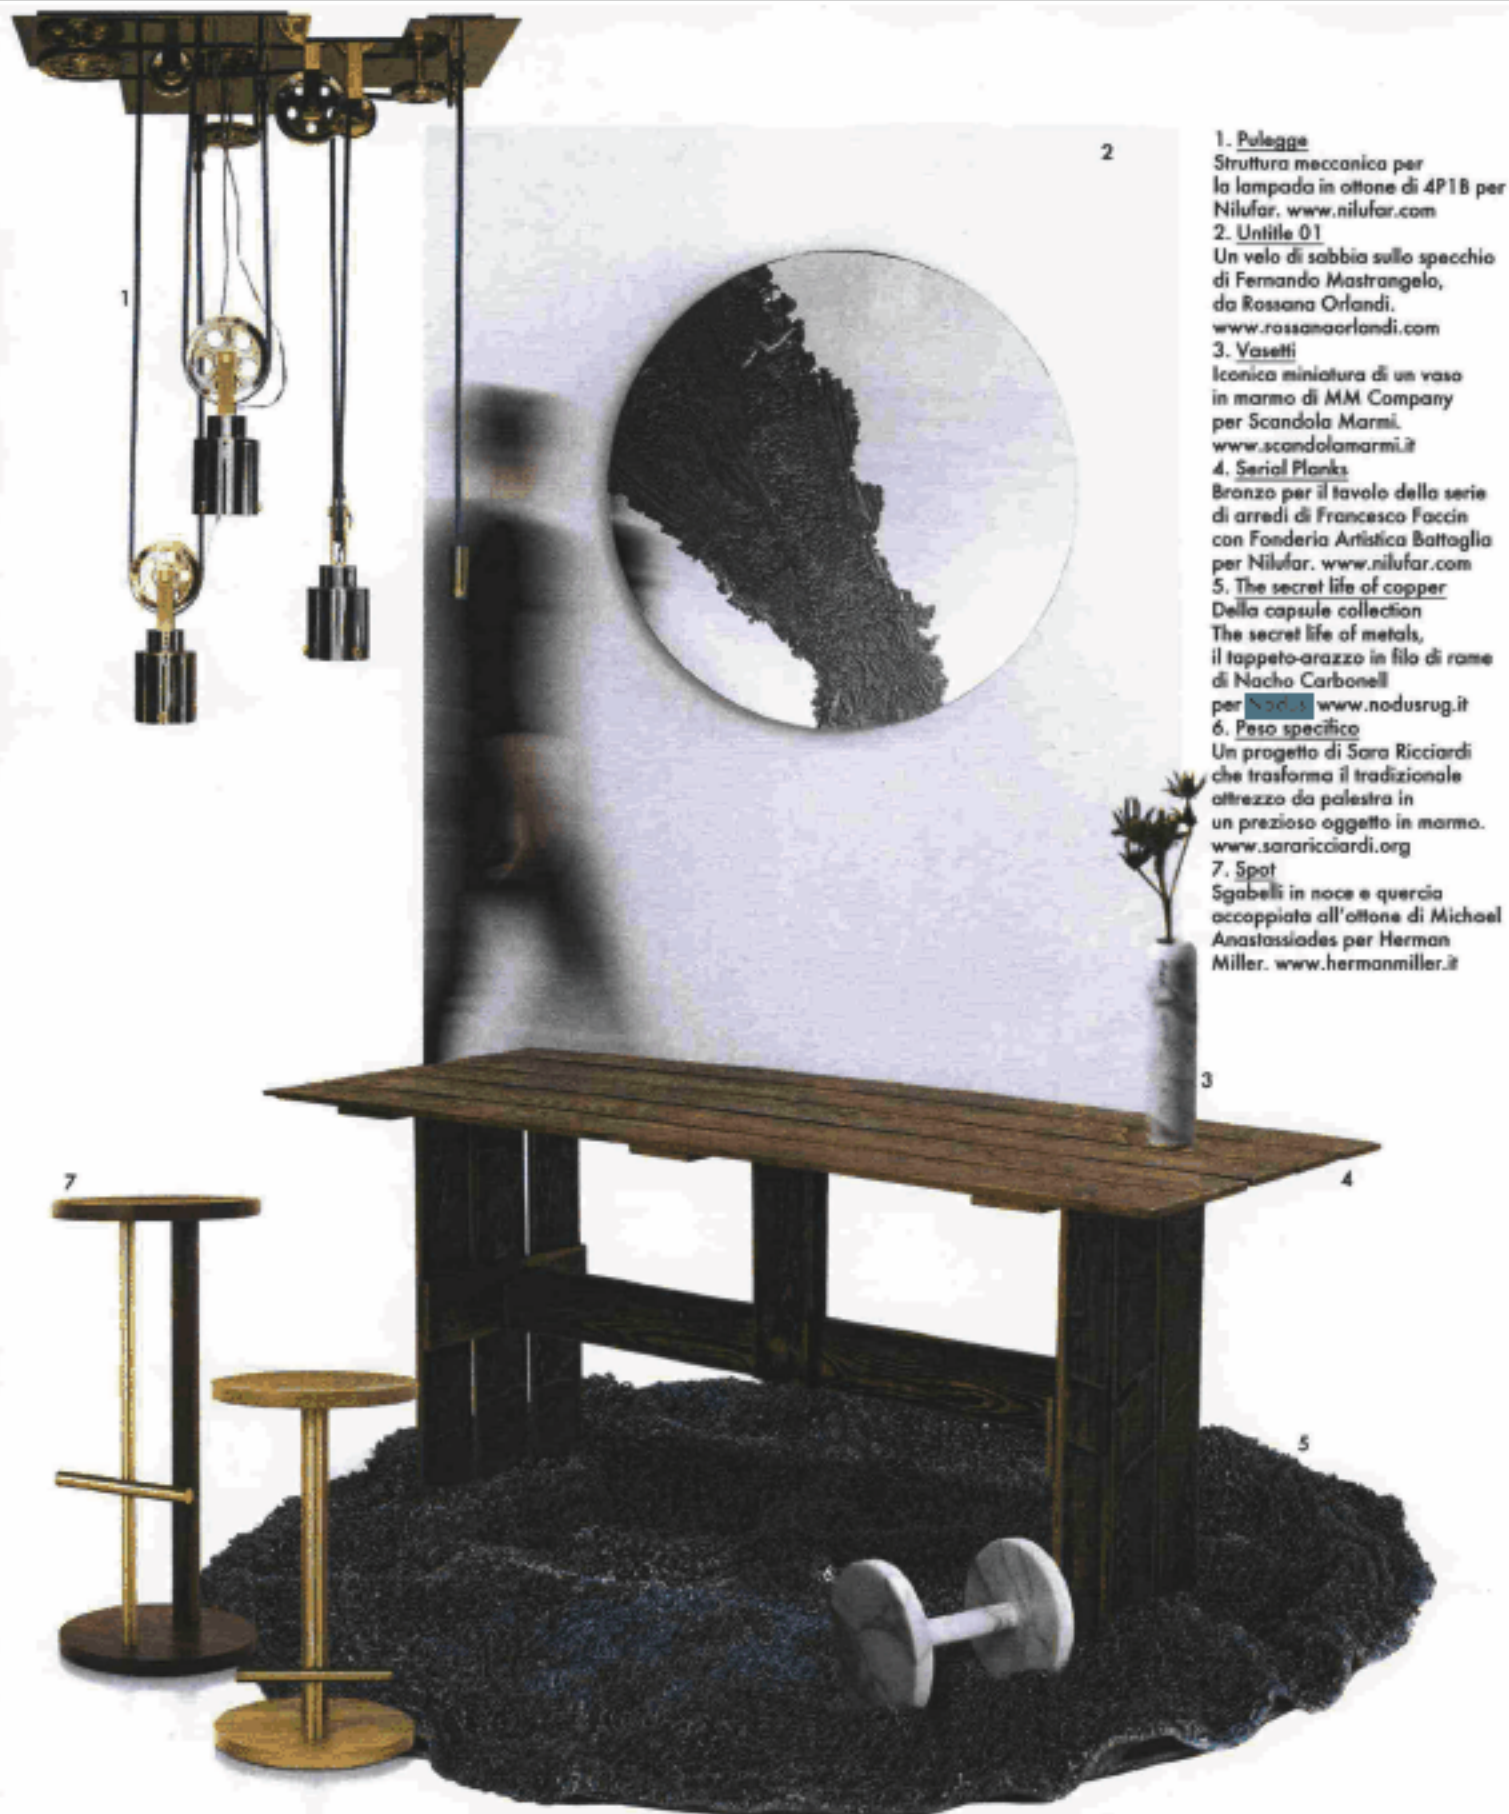 1. Pulegge
Struttura meccanica per
la lampada in ottone di 4P1B per
Nilufar. www.nilufar.com
2. Untitle 01
Un velo di sabbia sullo specchio
di Fernando Mastrangelo,
da Rossana Orlandi.
www.rossanaorlandi.com
3. Vasetti
Iconica miniatura di un vaso
in marmo di MM Company
per Scandola Marmi.
www.scandolamarmi.it
4. Serial Planks
Bronzo per il tavolo della serie
di arredi di Francesco Faccin
con Fonderia Artistica Battaglia
per Nilufar. www.nilufar.com
5. The secret life of copper
Della capsule collection
The secret life of metals,
il tappeto-arazzo in filo di rame
di Nacho Carbonell
per Nodus www.nodusrug.it
6. Peso specifico
Un progetto di Sara Ricciardi
che trasforma il tradizionale
attrezzo da palestra in
un prezioso oggetto in marmo.
www.sararicciardi.org
7. Spot
Sgabelli in noce e quercia
accoppiata all'ottone di Michael
Anastassiades per Herman
Miller. www.hermanmiller.it
2
1
3
4
7
5
6